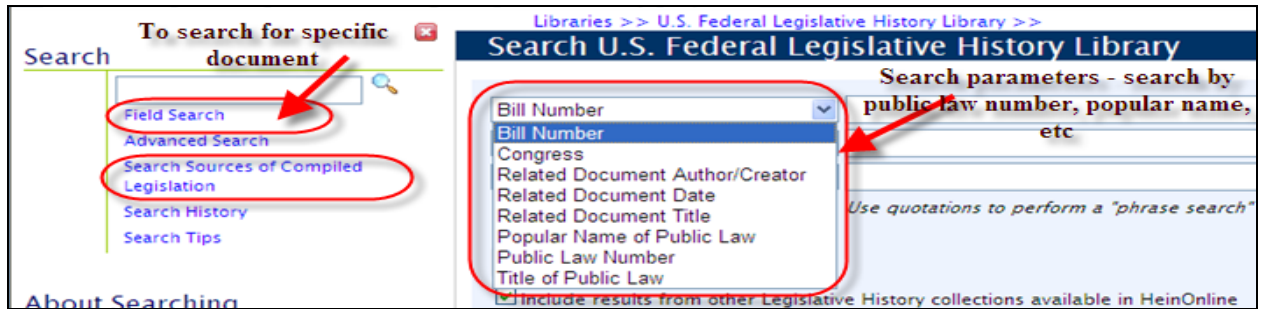 To search for specific
document
Search
Field Search
Advanced Search
Search Sources of Compiled
Legislation
Search History
Search Tips
About Searching
Libraries >> U.S. Federal Legislative History Library >>
Search U.S. Federal Legislative History Library
Search parameters - search by
public law number, popular name,
etc
Bill Number
Bill Number
Congress
Related Document Author/Creator
Related Document Date
Related Document Title
Popular Name of Public Law
Public Law Number
Title of Public Law
Use quotations to perform a "phrase search"
Include results from other Legislative History collections available in HeinOnline